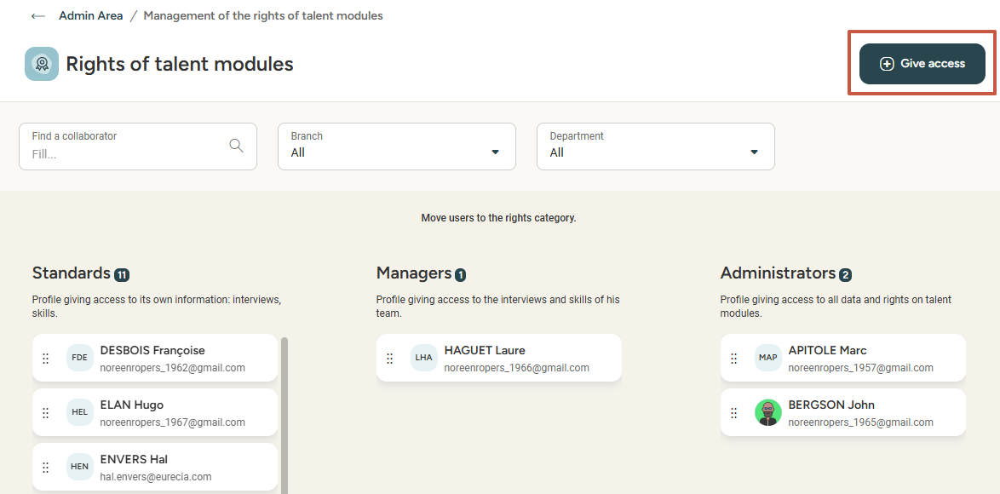 ← Admin Area / Management of the rights of talent modules
Rights of talent modules
Give access
Find a collaborator
Fill...
Branch
All
Department
All
Move users to the rights category.
Standards 11
Profile giving access to its own information: interviews,
skills.
FDE
DESBOIS Françoise
noreenropers_1962@gmail.com
HEL
ELAN Hugo
noreenropers_1967@gmail.com
HEN
ENVERS Hal
hal.envers@eurecia.com
Managers 1
Profile giving access to the interviews and skills of his
team.
LHA
HAGUET Laure
noreenropers_1966@gmail.com
Administrators 2
Profile giving access to all data and rights on talent
modules.
MAP
APITOLE Marc
noreenropers_1957@gmail.com
BERGSON John
noreenropers_1965@gmail.com